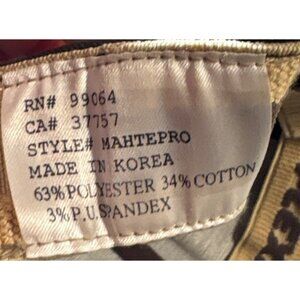 RN# 99064
CA# 37757
STYLE# MAHTEPRO
MADE IN KOREA
63% POLYESTER 34% COTTON
3% P.U.SPANDEX